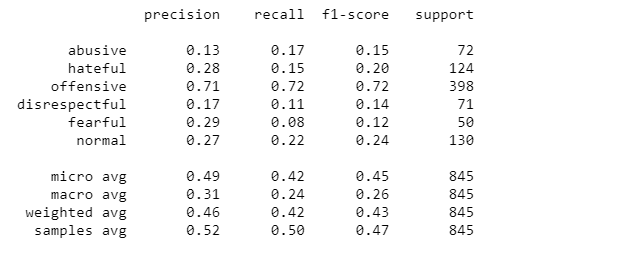 precision recall f1-score support
abusive 0.13 0.17 0.15 72
hateful 0.28 0.15 0.20 124
offensive 0.71 0.72 0.72 398
disrespectful 0.17 0.11 0.14 71
fearful 0.29 0.08 0.12 50
normal 0.27 0.22 0.24 130
micro avg 0.49 0.42 0.45 845
macro avg 0.31 0.24 0.26 845
weighted avg 0.46 0.42 0.43 845
samples avg 0.52 0.50 0.47 845